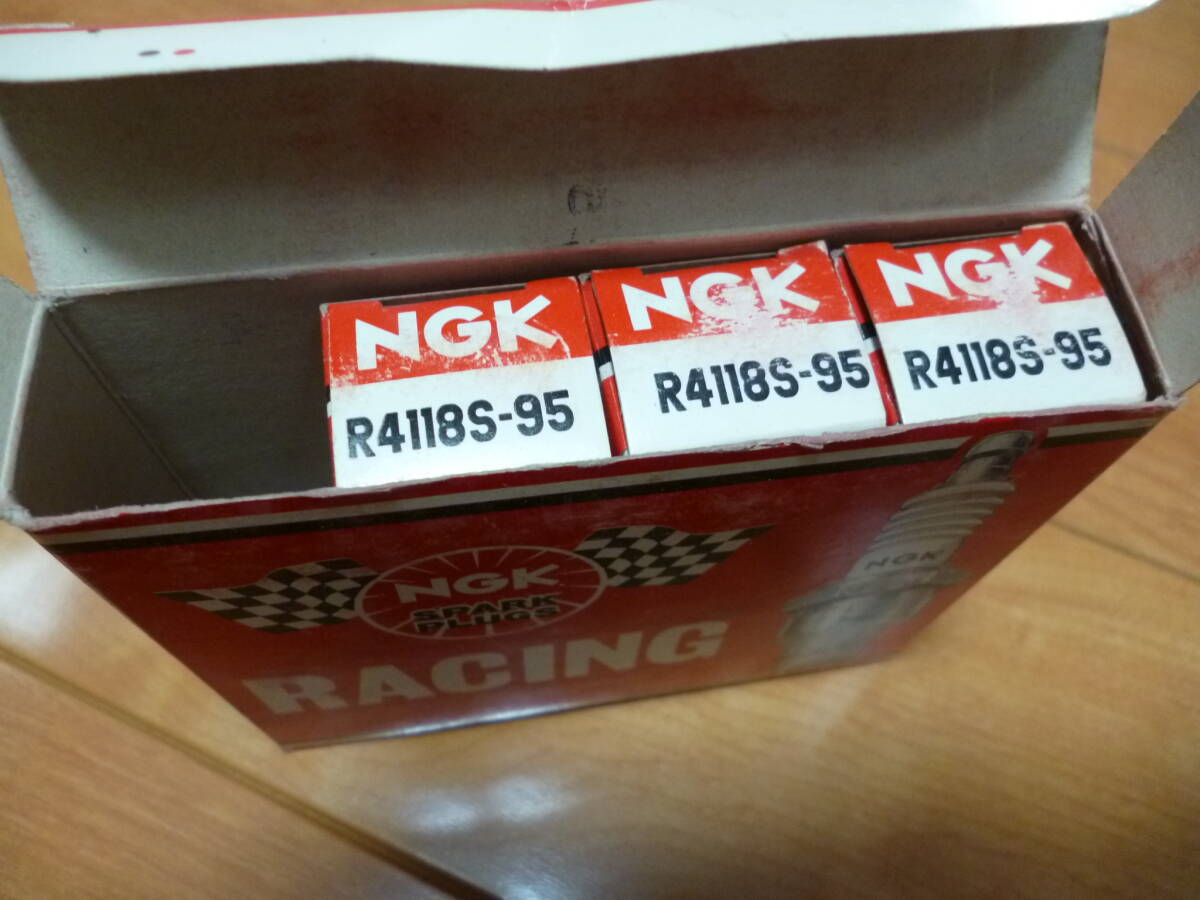 NGK
R4118S-95
NGK
R4118S-95
NGK
R4118S-95
NGK
SPARK
PLUGS
RACING
NGK